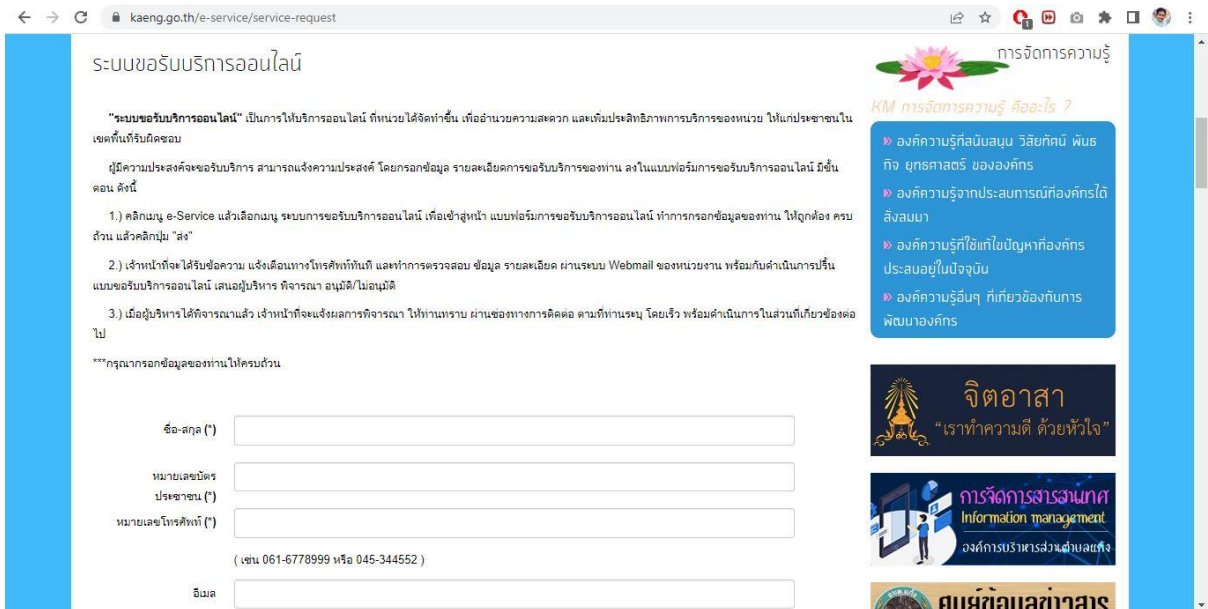 kaeng.go.th/e-service/service-request
ระบบขอรับบริการออนไลน์
"ระบบขอรับบริการออนไลน์" เป็นการให้บริการออนไลน์ ที่หน่วยได้จัดทำขึ้น เพื่ออำนวยความสะดวก และเพิ่มประสิทธิภาพการบริการของหน่วย ให้แก่ประชาชนใน
เขตพื้นที่รับผิดชอบ
ผู้มีความประสงค์จะขอรับบริการ สามารถแจ้งความประสงค์ โดยกรอกข้อมูล รายละเอียดการขอรับบริการของท่าน ลงในแบบฟอร์มการขอรับบริการออนไลน์ มีขั้น
ตอน ดังนี้
1.) คลิกเมนู e-Service แล้วเลือกเมนู ระบบการขอรับบริการออนไลน์ เพื่อเข้าสู่หน้า แบบฟอร์มการขอรับบริการออนไลน์ ทำการกรอกข้อมูลของท่าน ให้ถูกต้อง ครบ
ถ้วน แล้วคลิกปุ่ม "ส่ง"
2.) เจ้าหน้าที่จะได้รับข้อความ แจ้งเตือนทางโทรศัพท์ทันที และทำการตรวจสอบ ข้อมูล รายละเอียด ผ่านระบบ Webmail ของหน่วยงาน พร้อมกับดำเนินการปริ้น
แบบขอรับบริการออนไลน์ เสนอผู้บริหาร พิจารณา อนุมัติ/ไม่อนุมัติ
3.) เมื่อผู้บริหารได้พิจารณาแล้ว เจ้าหน้าที่จะแจ้งผลการพิจารณา ให้ท่านทราบ ผ่านช่องทางการติดต่อ ตามที่ท่านระบุ โดยเร็ว พร้อมดำเนินการในส่วนที่เกี่ยวข้องต่อ
ไป
***กรุณากรอกข้อมูลของท่านให้ครบถ้วน
ชื่อ-สกุล (*)
หมายเลขบัตร
ประชาชน (*)
หมายเลขโทรศัพท์ (*)
( เช่น 061-6778999 หรือ 045-344552 )
อีเมล
การจัดการความรู้
KM การจัดการความรู้ คืออะไร ?
องค์ความรู้ที่สนับสนุน วิสัยทัศน์ พันธ
กิจ ยุทธศาสตร์ ขององค์กร
องค์ความรู้จากประสบการณ์ที่องค์กรได้
สั่งสมมา
องค์ความรู้ที่ใช้แก้ไขปัญหาที่องค์กร
ประสบอยู่ในปัจจุบัน
องค์ความรู้อื่นๆ ที่เกี่ยวข้องกับการ
พัฒนาองค์กร
จิตอาสา
"เราทำความดี ด้วยหัวใจ"
การจัดการสารสนเทศ
Information management
องค์การบริหารส่วนตำบลแก้ง
ศูนย์ข้อมูลข่าวสาร